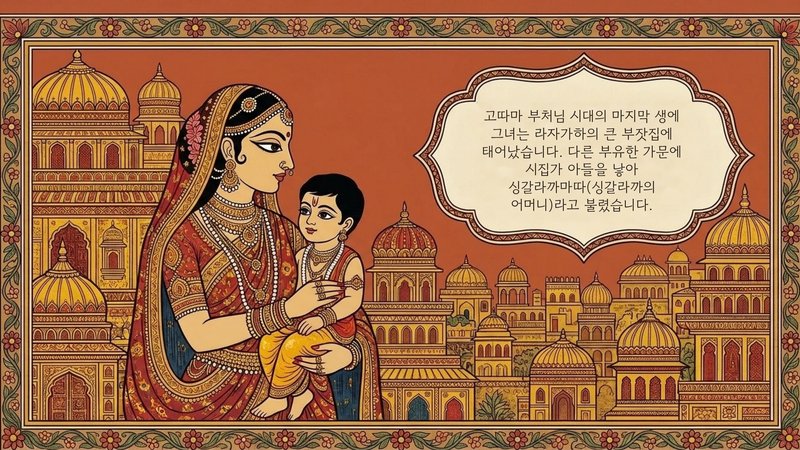 고따마 부처님 시대의 마지막 생에
그녀는 라자가하의 큰 부잣집에
태어났습니다. 다른 부유한 가문에
시집가 아들을 낳아
싱갈라까마따(싱갈라까의
어머니)라고 불렸습니다.